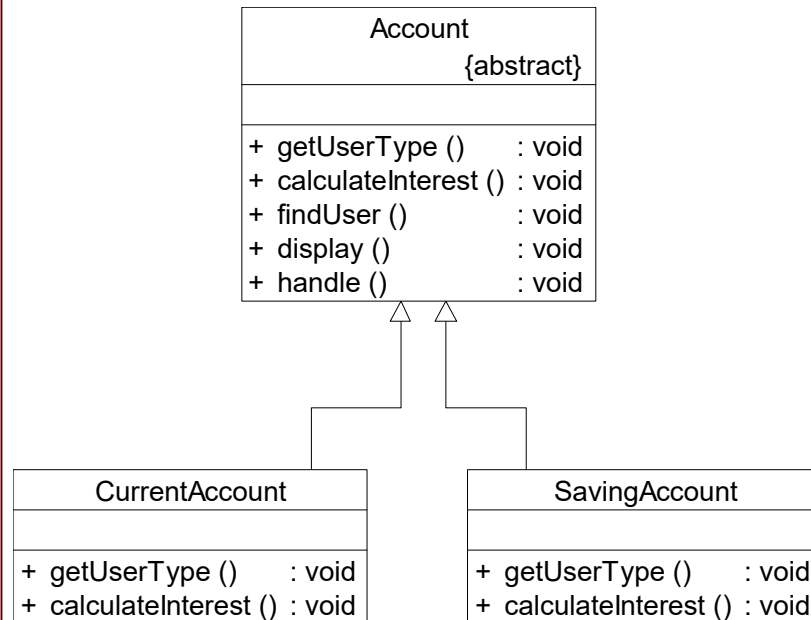 Account
{abstract}
+ getUserType () : void
+ calculateInterest () : void
+ findUser () : void
+ display () : void
+ handle () : void
CurrentAccount
+ getUserType () : void
+ calculateInterest () : void
SavingAccount
+ getUserType () : void
+ calculateInterest () : void